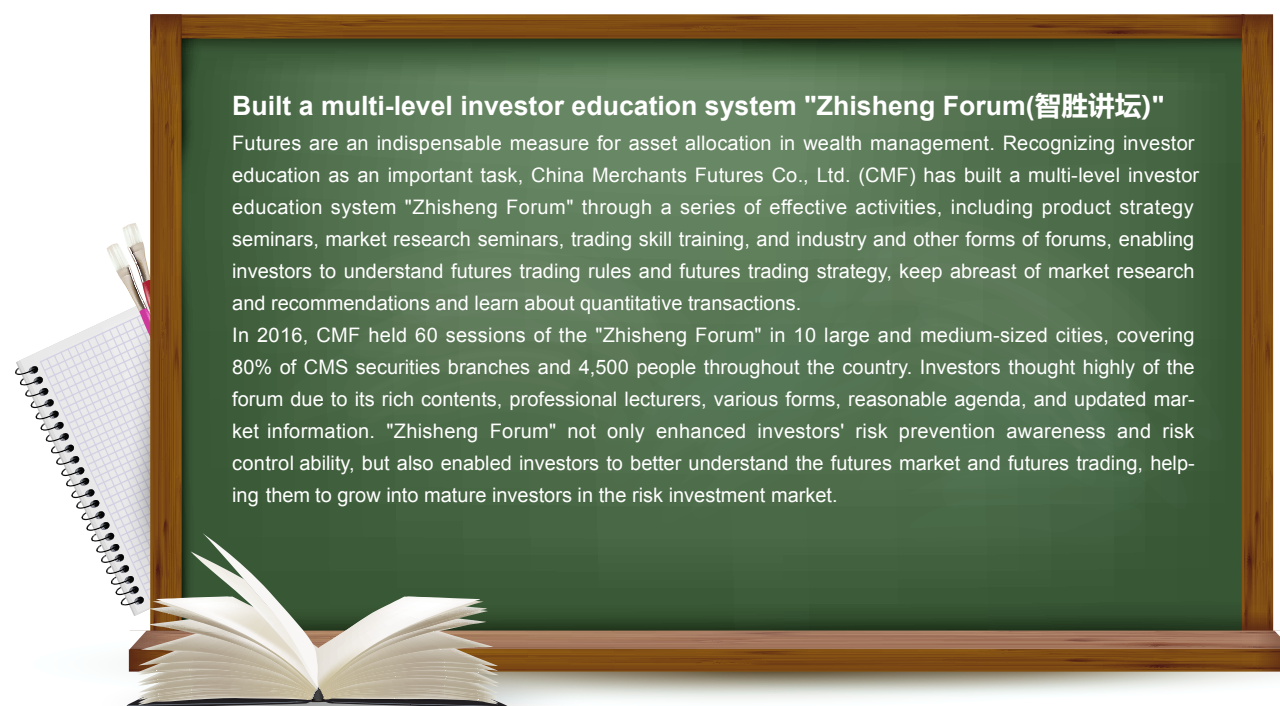 Built a multi-level investor education system "Zhisheng Forum(智胜讲坛)"
Futures are an indispensable measure for asset allocation in wealth management. Recognizing investor
education as an important task, China Merchants Futures Co., Ltd. (CMF) has built a multi-level investor
education system "Zhisheng Forum" through a series of effective activities, including product strategy
seminars, market research seminars, trading skill training, and industry and other forms of forums, enabling
investors to understand futures trading rules and futures trading strategy, keep abreast of market research
and recommendations and learn about quantitative transactions.
In 2016, CMF held 60 sessions of the "Zhisheng Forum" in 10 large and medium-sized cities, covering
80% of CMS securities branches and 4,500 people throughout the country. Investors thought highly of the
forum due to its rich contents, professional lecturers, various forms, reasonable agenda, and updated mar-
ket information. "Zhisheng Forum" not only enhanced investors' risk prevention awareness and risk
control ability, but also enabled investors to better understand the futures market and futures trading, help-
ing them to grow into mature investors in the risk investment market.